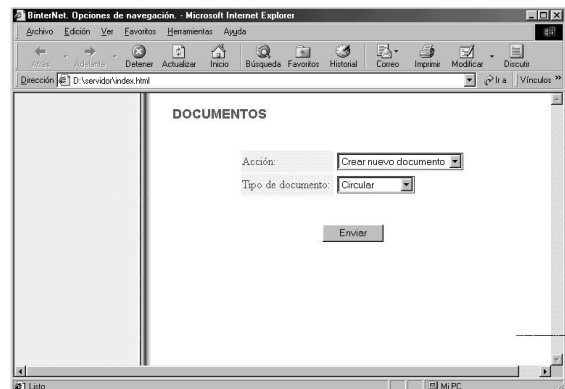 BinterNet. Opciones de navegación. - Microsoft Internet Explorer
Archivo Edición Ver Favoritos Herramientas Ayuda
Atrás Adelante Detener Actualizar Inicio Búsqueda Favoritos Historial Correo Imprimir Modificar Discutir
Dirección D:\servidor\index.html Ir a Vínculos »
DOCUMENTOS
Acción: Crear nuevo documento
Tipo de documento: Circular
Enviar
Listo Mi PC